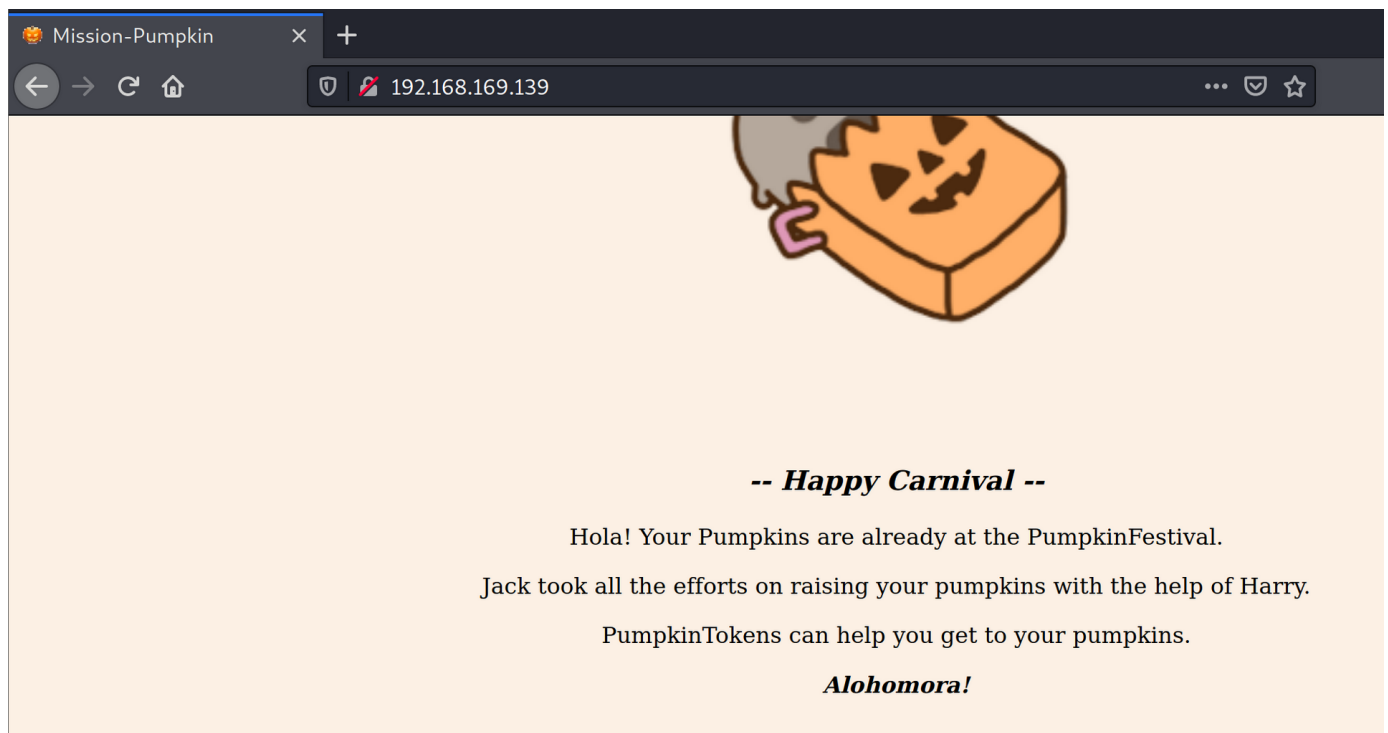 Mission-Pumpkin
192.168.169.139
-- Happy Carnival --
Hola! Your Pumpkins are already at the PumpkinFestival.
Jack took all the efforts on raising your pumpkins with the help of Harry.
PumpkinTokens can help you get to your pumpkins.
Alohomora!